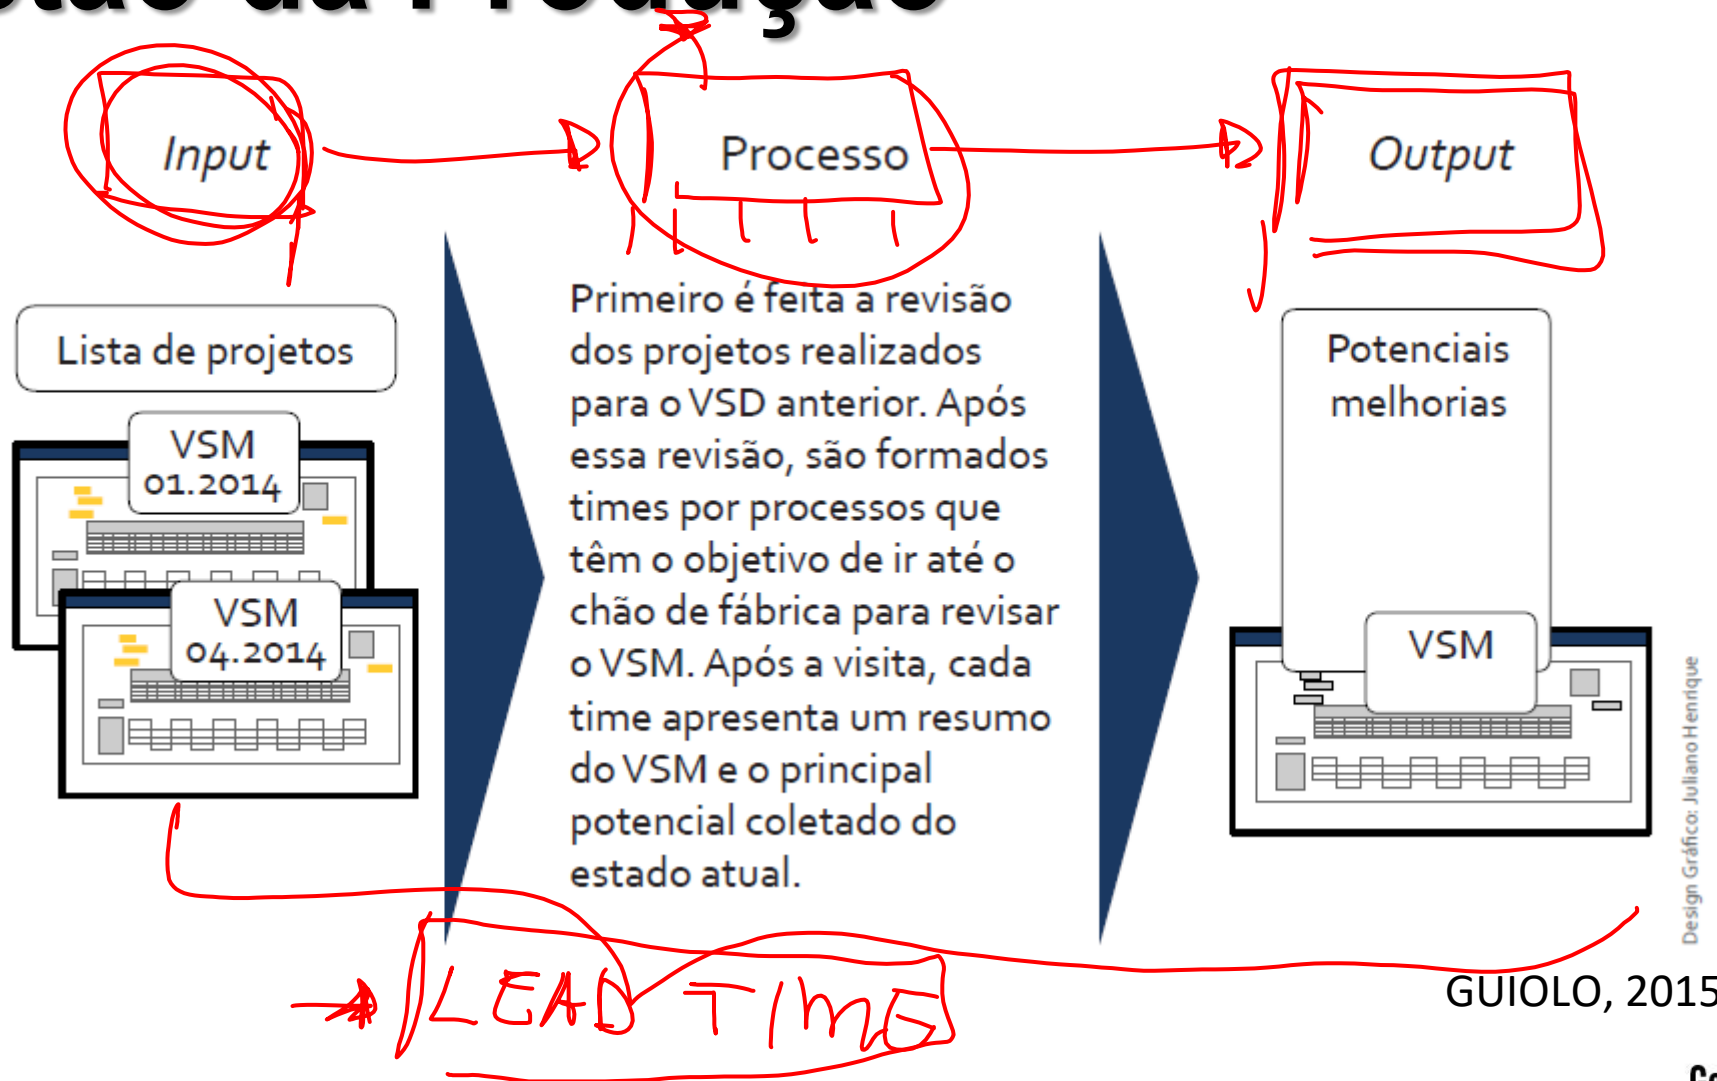 da Produção
Input
Processo
Output
Lista de projetos
VSM
01.2014
VSM
04.2014
Primeiro é feita a revisão
dos projetos realizados
para o VSD anterior. Após
essa revisão, são formados
times por processos que
têm o objetivo de ir até o
chão de fábrica para revisar
o VSM. Após a visita, cada
time apresenta um resumo
do VSM e o principal
potencial coletado do
estado atual.
Potenciais
melhorias
VSM
Design Gráfico: Juliano Henrique
LEAD TIME
GUIOLO, 2015